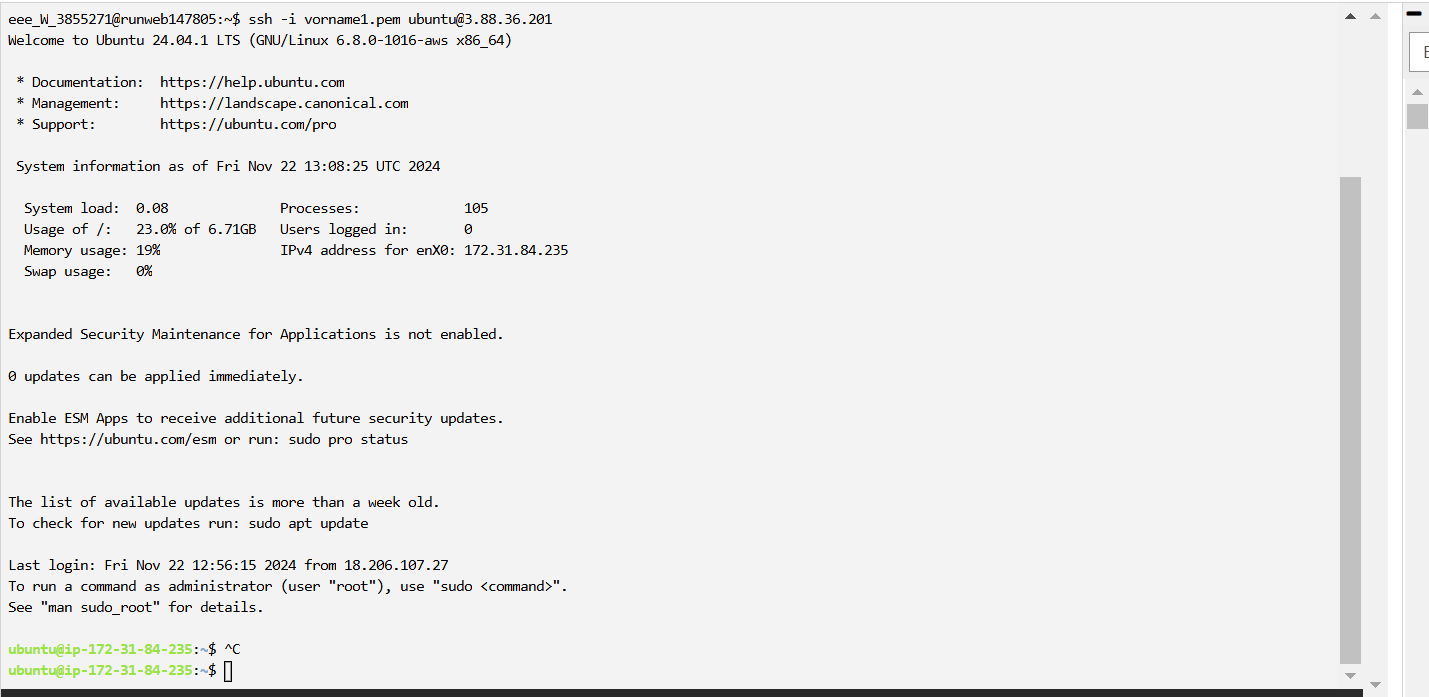 eee_W_3855271@runweb147805:~$ ssh -i vorname1.pem ubuntu@3.88.36.201
Welcome to Ubuntu 24.04.1 LTS (GNU/Linux 6.8.0-1016-aws x86_64)
* Documentation:  https://help.ubuntu.com
* Management:     https://landscape.canonical.com
* Support:        https://ubuntu.com/pro
System information as of Fri Nov 22 13:08:25 UTC 2024
System load:  0.08              Processes:             105
Usage of /:   23.0% of 6.71GB   Users logged in:       0
Memory usage: 19%               IPv4 address for enX0: 172.31.84.235
Swap usage:   0%
Expanded Security Maintenance for Applications is not enabled.
0 updates can be applied immediately.
Enable ESM Apps to receive additional future security updates.
See https://ubuntu.com/esm or run: sudo pro status
The list of available updates is more than a week old.
To check for new updates run: sudo apt update
Last login: Fri Nov 22 12:56:15 2024 from 18.206.107.27
To run a command as administrator (user "root"), use "sudo <command>".
See "man sudo_root" for details.
ubuntu@ip-172-31-84-235:~$ ^C
ubuntu@ip-172-31-84-235:~$